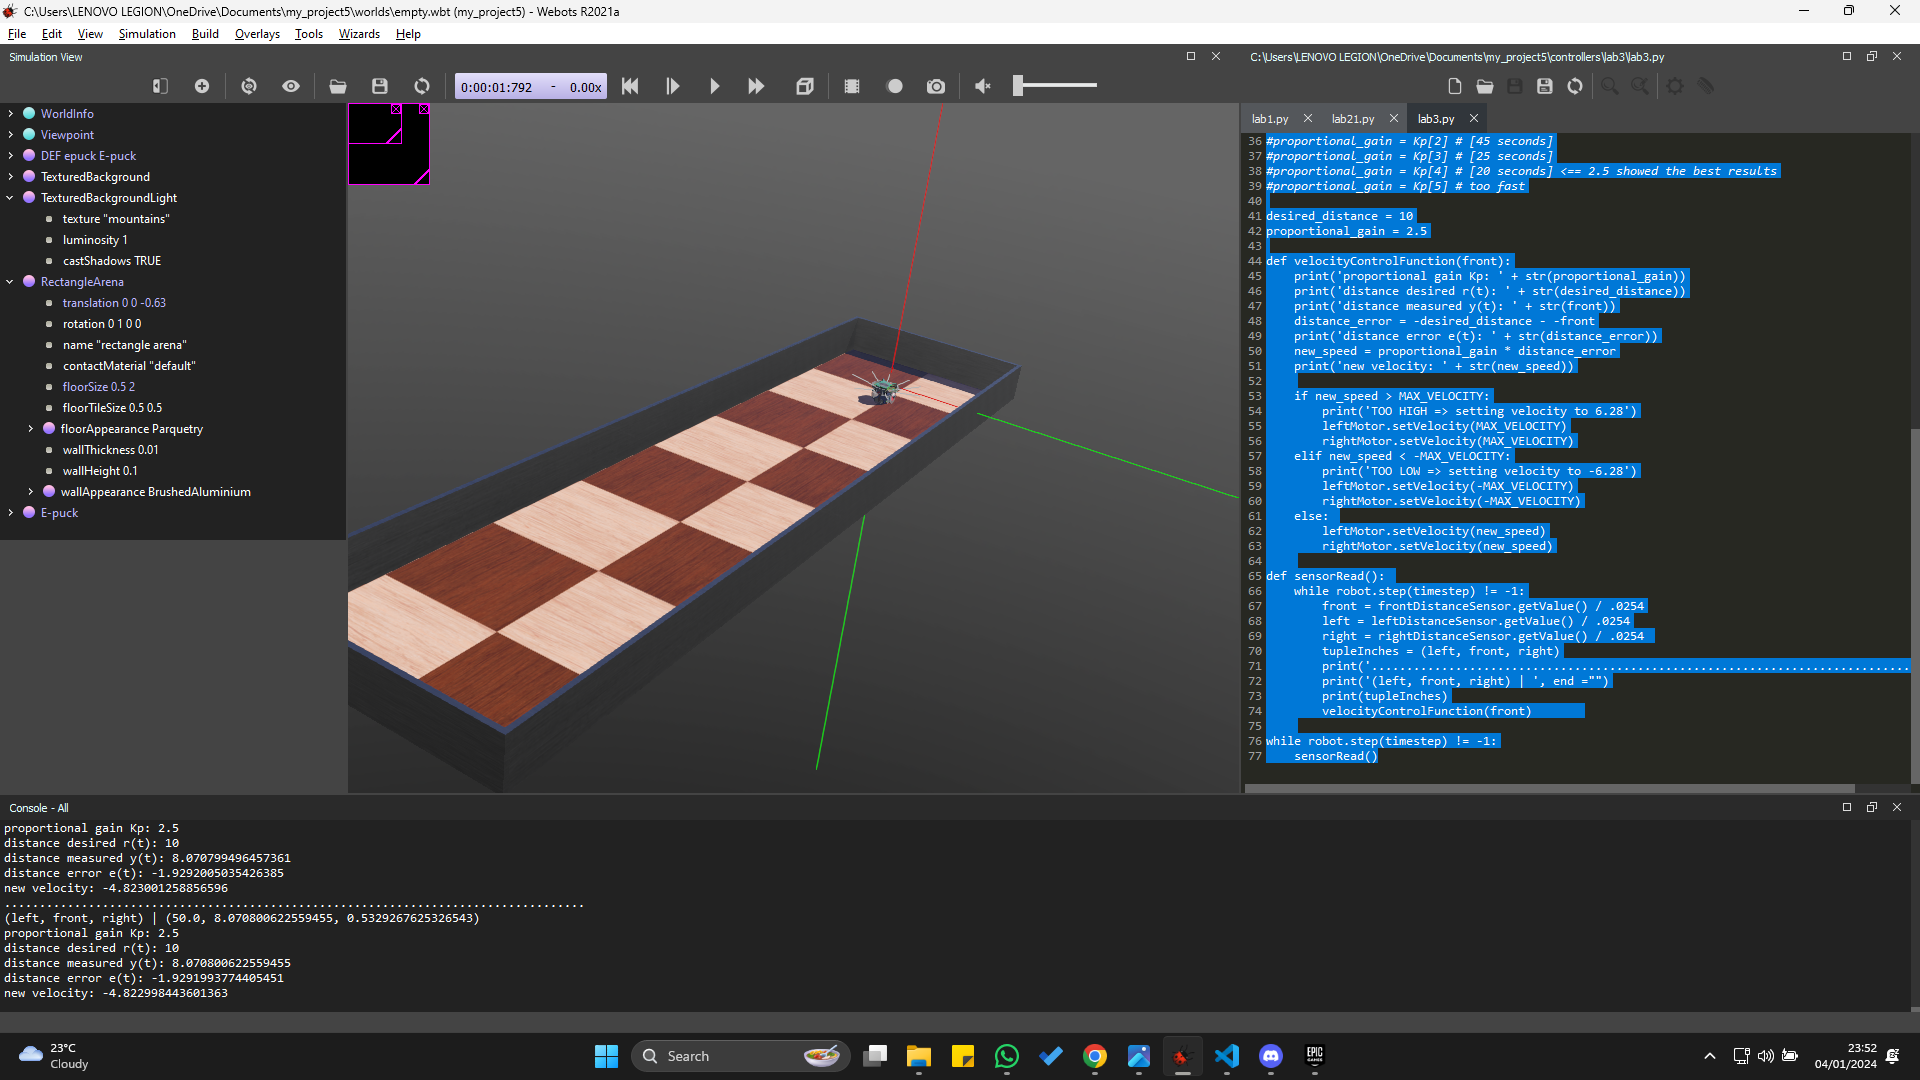 C:\Users\LENOVO LEGION\OneDrive\Documents\my_project5\worlds\empty.wbt (my_project5) - Webots R2021a
File Edit View Simulation Build Overlays Tools Wizards Help
Simulation View
0:00:01:792 - 0.00x
WorldInfo
Viewpoint
DEF epuck E-puck
TexturedBackground
TexturedBackgroundLight
texture "mountains"
luminosity 1
castShadows TRUE
RectangleArena
translation 0 0 -0.63
rotation 0 1 0 0
name "rectangle arena"
contactMaterial "default"
floorSize 0.5 2
floorTileSize 0.5 0.5
floorAppearance Parquetry
wallThickness 0.01
wallHeight 0.1
wallAppearance BrushedAluminium
E-puck
C:\Users\LENOVO LEGION\OneDrive\Documents\my_project5\controllers\lab3\lab3.py
lab1.py lab21.py lab3.py
36 #proportional_gain = Kp[2] # [45 seconds]
37 #proportional_gain = Kp[3] # [25 seconds]
38 #proportional_gain = Kp[4] # [20 seconds] <== 2.5 showed the best results
39 #proportional_gain = Kp[5] # too fast
40
41 desired_distance = 10
42 proportional_gain = 2.5
43
44 def velocityControlFunction(front):
45 print('proportional gain Kp: ' + str(proportional_gain))
46 print('distance desired r(t): ' + str(desired_distance))
47 print('distance measured y(t): ' + str(front))
48 distance_error = -desired_distance - -front
49 print('distance error e(t): ' + str(distance_error))
50 new_speed = proportional_gain * distance_error
51 print('new velocity: ' + str(new_speed))
52
53 if new_speed > MAX_VELOCITY:
54 print('TOO HIGH => setting velocity to 6.28')
55 leftMotor.setVelocity(MAX_VELOCITY)
56 rightMotor.setVelocity(MAX_VELOCITY)
57 elif new_speed < -MAX_VELOCITY:
58 print('TOO LOW => setting velocity to -6.28')
59 leftMotor.setVelocity(-MAX_VELOCITY)
60 rightMotor.setVelocity(-MAX_VELOCITY)
61 else:
62 leftMotor.setVelocity(new_speed)
63 rightMotor.setVelocity(new_speed)
64
65 def sensorRead():
66 while robot.step(timestep) != -1:
67 front = frontDistanceSensor.getValue() / .0254
68 left = leftDistanceSensor.getValue() / .0254
69 right = rightDistanceSensor.getValue() / .0254
70 tupleInches = (left, front, right)
71 print('.............................................................................
72 print('(left, front, right) | ', end ="")
73 print(tupleInches)
74 velocityControlFunction(front)
75
76 while robot.step(timestep) != -1:
77 sensorRead()
Console - All
proportional gain Kp: 2.5
distance desired r(t): 10
distance measured y(t): 8.070799496457361
distance error e(t): -1.9292005035426385
new velocity: -4.823001258856596
...................................................................................
(left, front, right) | (50.0, 8.070800622559455, 0.5329267625326543)
proportional gain Kp: 2.5
distance desired r(t): 10
distance measured y(t): 8.070800622559455
distance error e(t): -1.9291993774405451
new velocity: -4.822998443601363
23°C
Cloudy
Search
EPIC
GAMES
23:52
04/01/2024